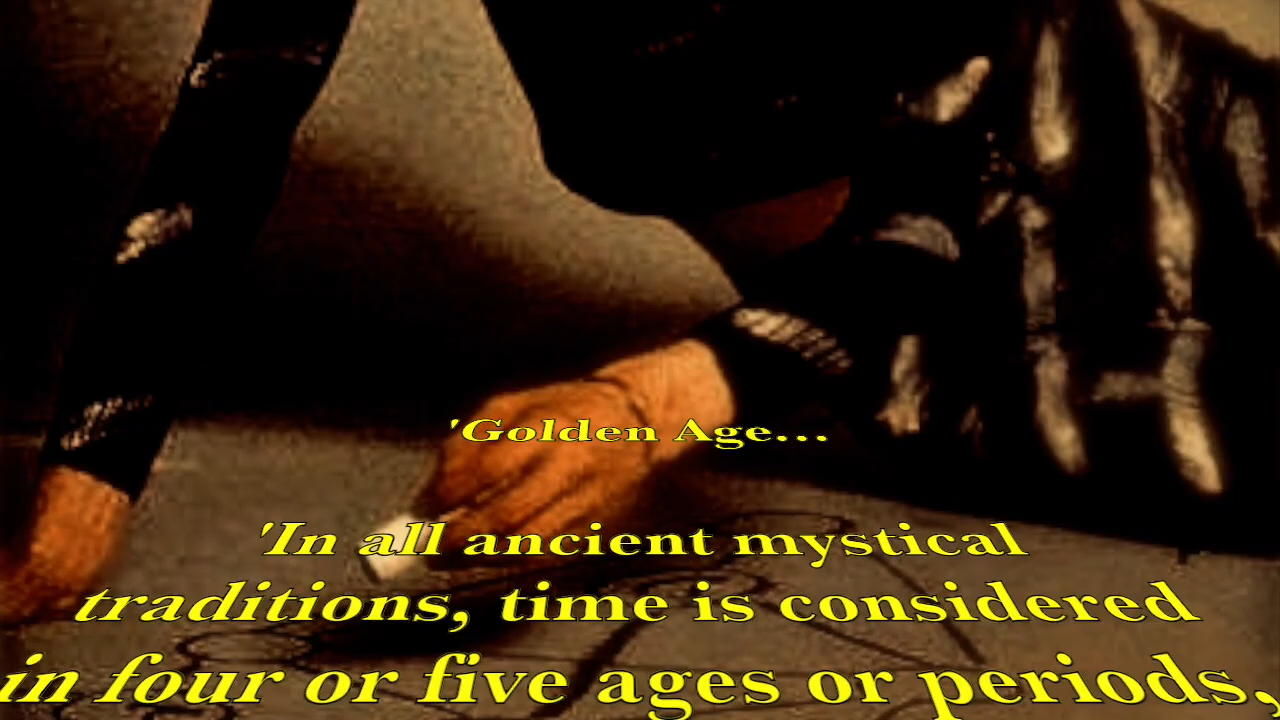 'Golden Age...
'In all ancient mystical
traditions, time is considered
in four or five ages or periods,